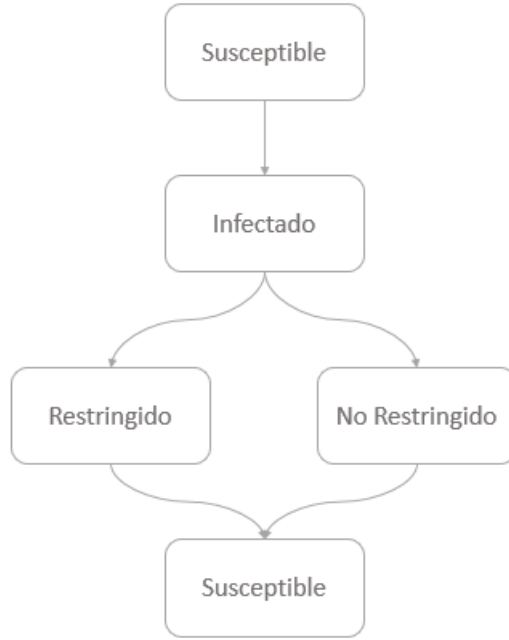 Susceptible
Infectado
Restringido
No Restringido
Susceptible